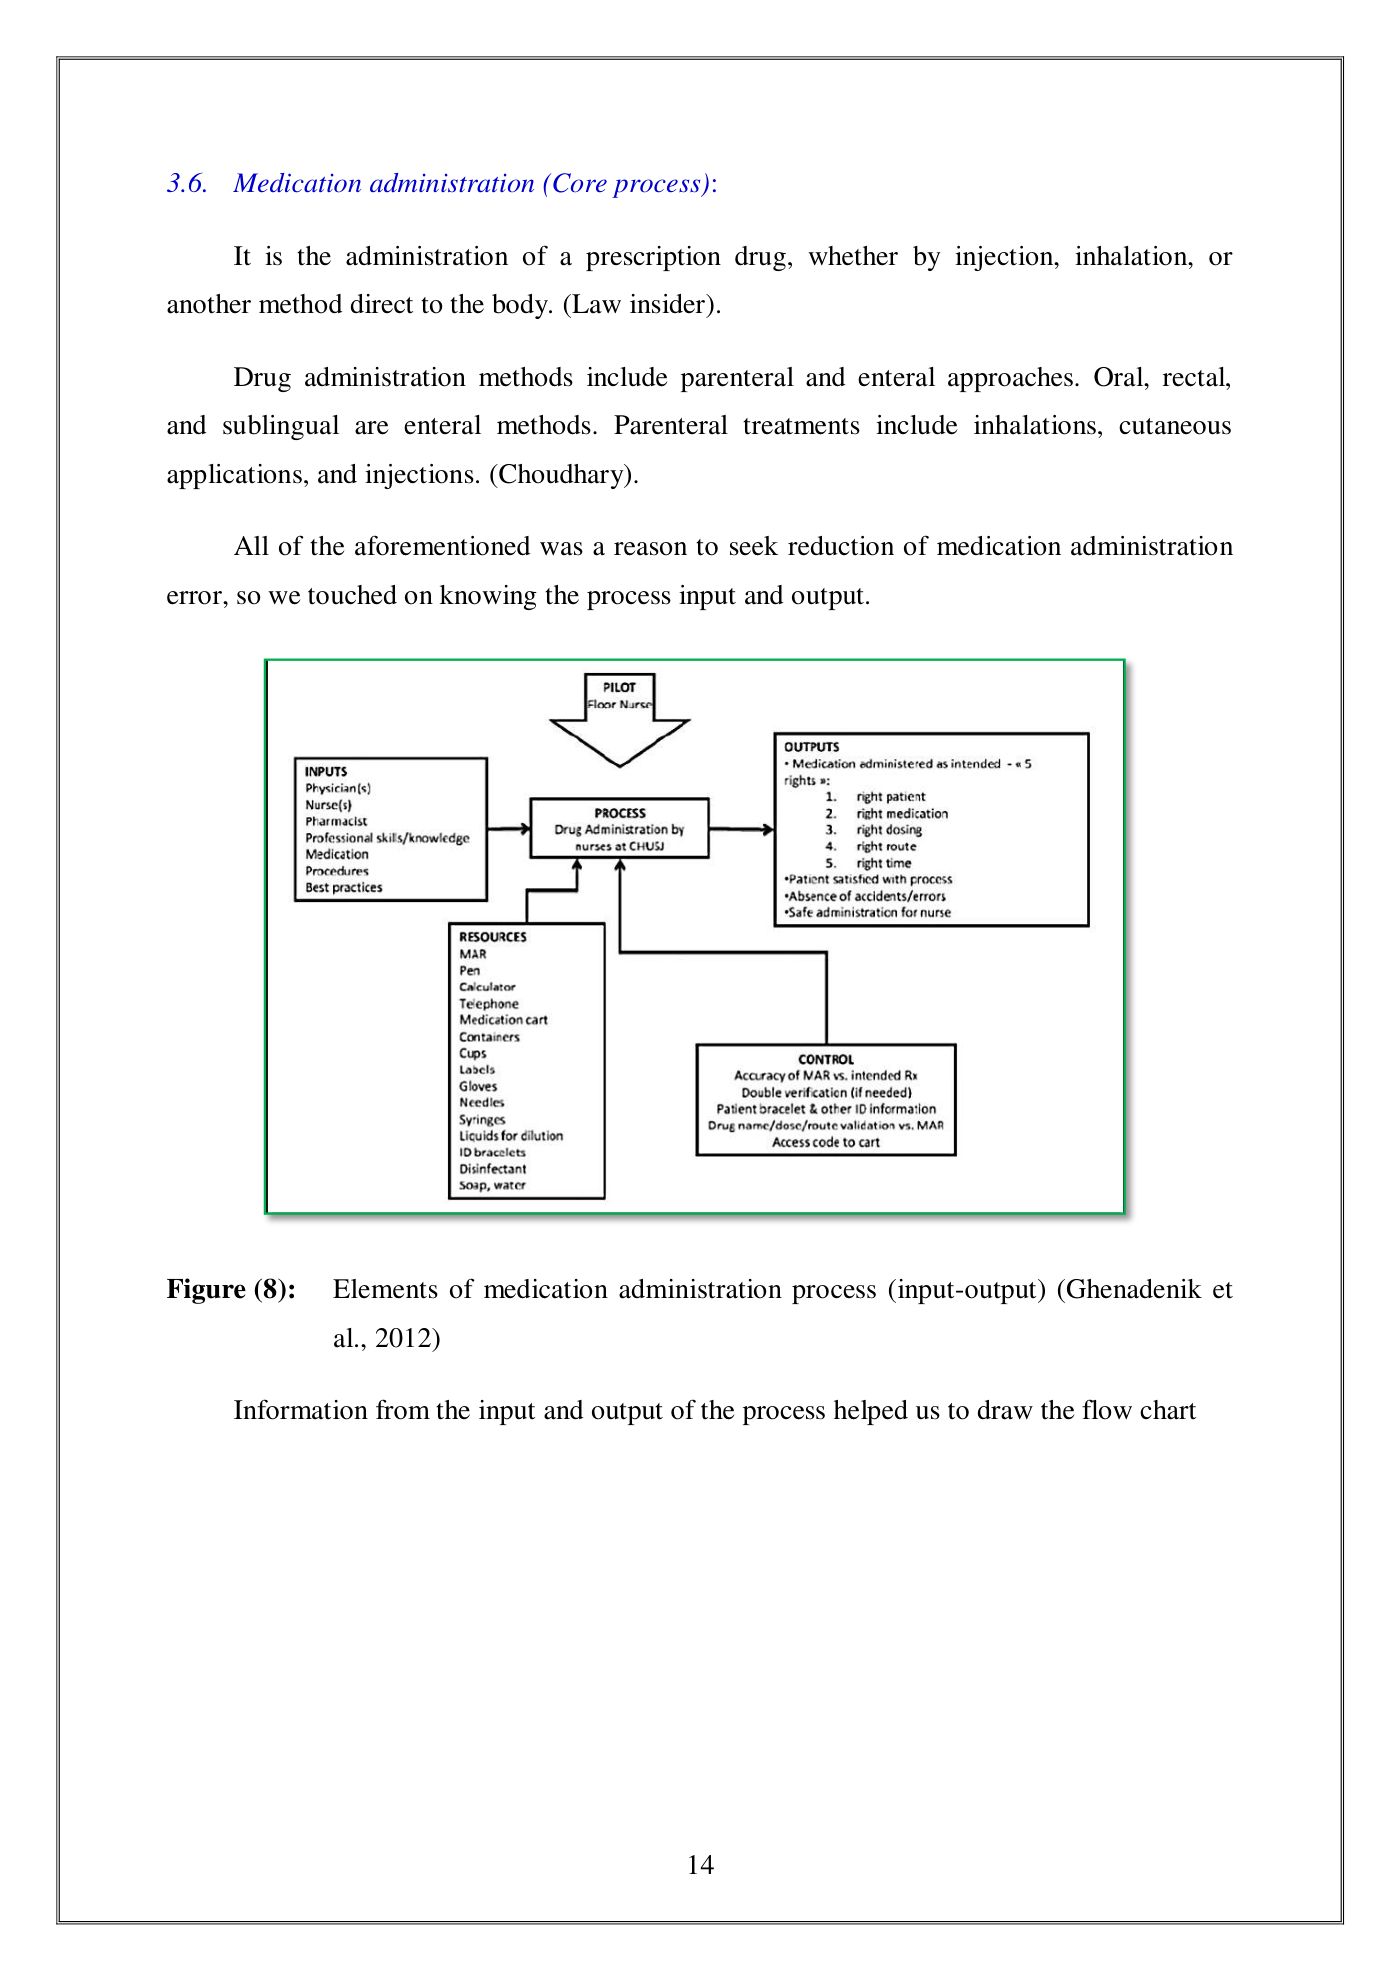 3.6. Medication administration (Core process):
It is the administration of a prescription drug, whether by injection, inhalation, or
another method direct to the body. (Law insider).
Drug administration methods include parenteral and enteral approaches. Oral, rectal,
and sublingual are enteral methods. Parenteral treatments include inhalations, cutaneous
applications, and injections. (Choudhary).
All of the aforementioned was a reason to seek reduction of medication administration
error, so we touched on knowing the process input and output.
PILOT
Floor Nurse
INPUTS
Physician(s)
Nurse(s)
Pharmacist
Professional skills/knowledge
Medication
Procedures
Best practices
PROCESS
Drug Administration by
nurses at CHUSJ
OUTPUTS
• Medication administered as intended - « 5
rights »:
1. right patient
2. right medication
3. right dosing
4. right route
5. right time
•Patient satisfied with process
•Absence of accidents/errors
•Safe administration for nurse
RESOURCES
MAR
Pen
Calculator
Telephone
Medication cart
Containers
Cups
Labels
Gloves
Needles
Syringes
Liquids for dilution
ID bracelets
Disinfectant
Soap, water
CONTROL
Accuracy of MAR vs. intended Rx
Double verification (if needed)
Patient bracelet & other ID information
Drug name/dose/route validation vs. MAR
Access code to cart
Figure (8): Elements of medication administration process (input-output) (Ghenadenik et
al., 2012)
Information from the input and output of the process helped us to draw the flow chart
14